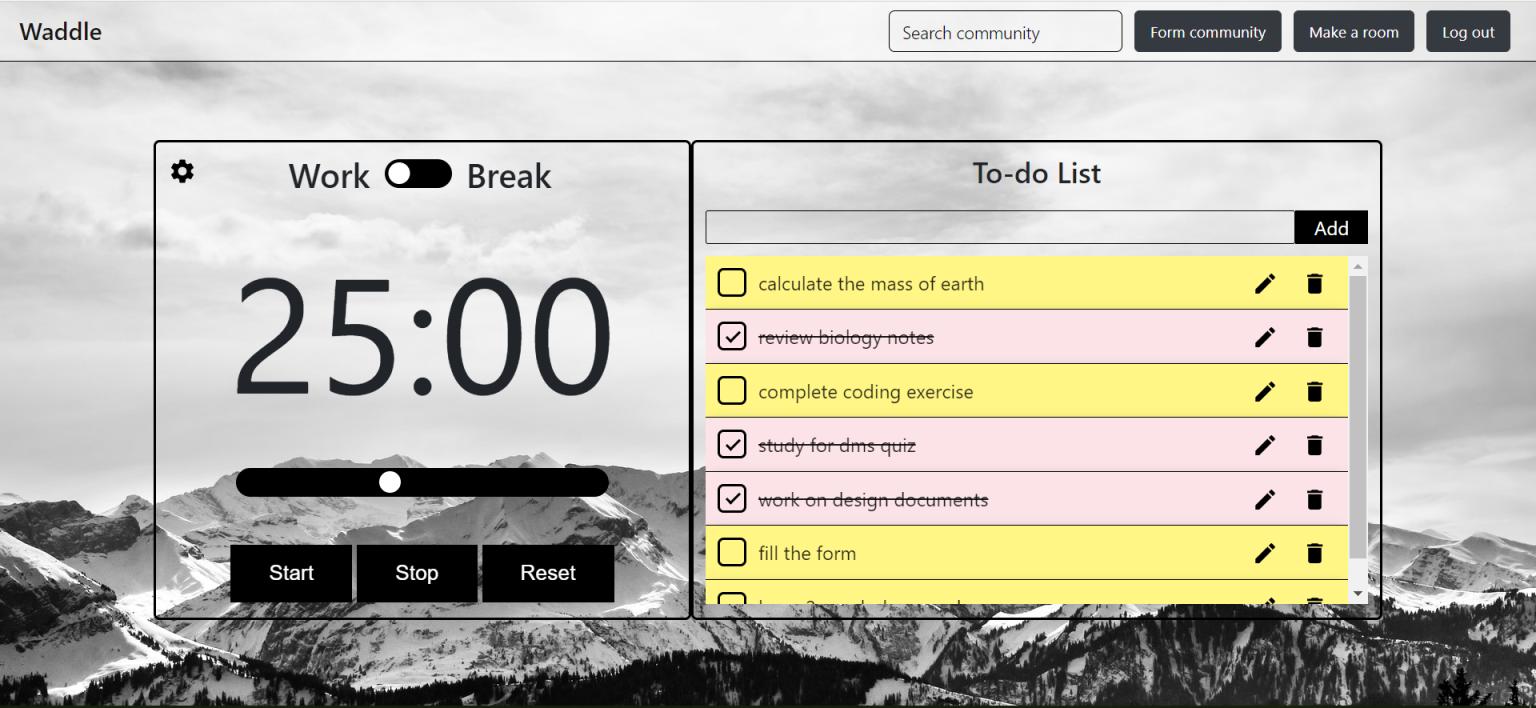 Waddle
Search community
Form community
Make a room
Log out
Work
Break
25:00
Start
Stop
Reset
To-do List
Add
calculate the mass of earth
review biology notes
complete coding exercise
study for dms quiz
work on design documents
fill the form